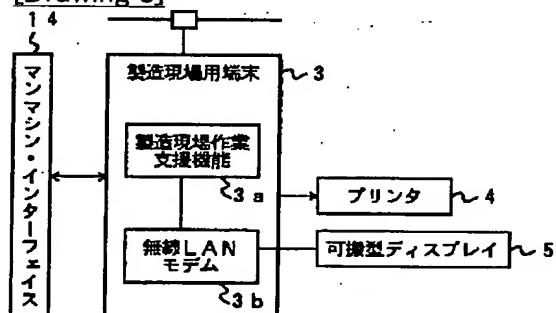 [Drawing 3]
14
マンマシン・インターフェイス
製造現場用端末
3
製造現場作業
支援機能
3a
無線LAN
モデム
3b
プリンタ
4
可搬型ディスプレイ
5